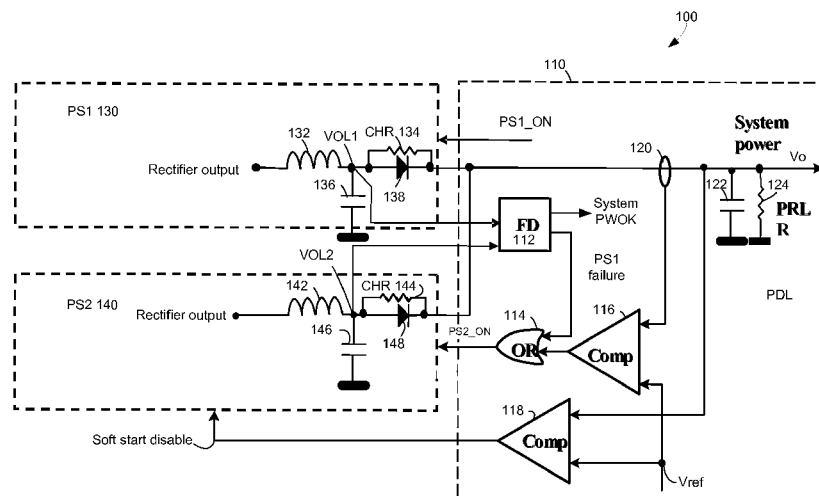 100
110
PS1 130
132
VOL1
CHR 134
PS1_ON
System
power
120
Vo
Rectifier output
136
138
122
124
PRL
R
FD
112
System
PWOK
VOL2
PS1
failure
PDL
PS2 140
142
CHR 144
Rectifier output
146
148
PS2_ON
114
OR
116
Comp
118
Comp
Soft start disable
Vref